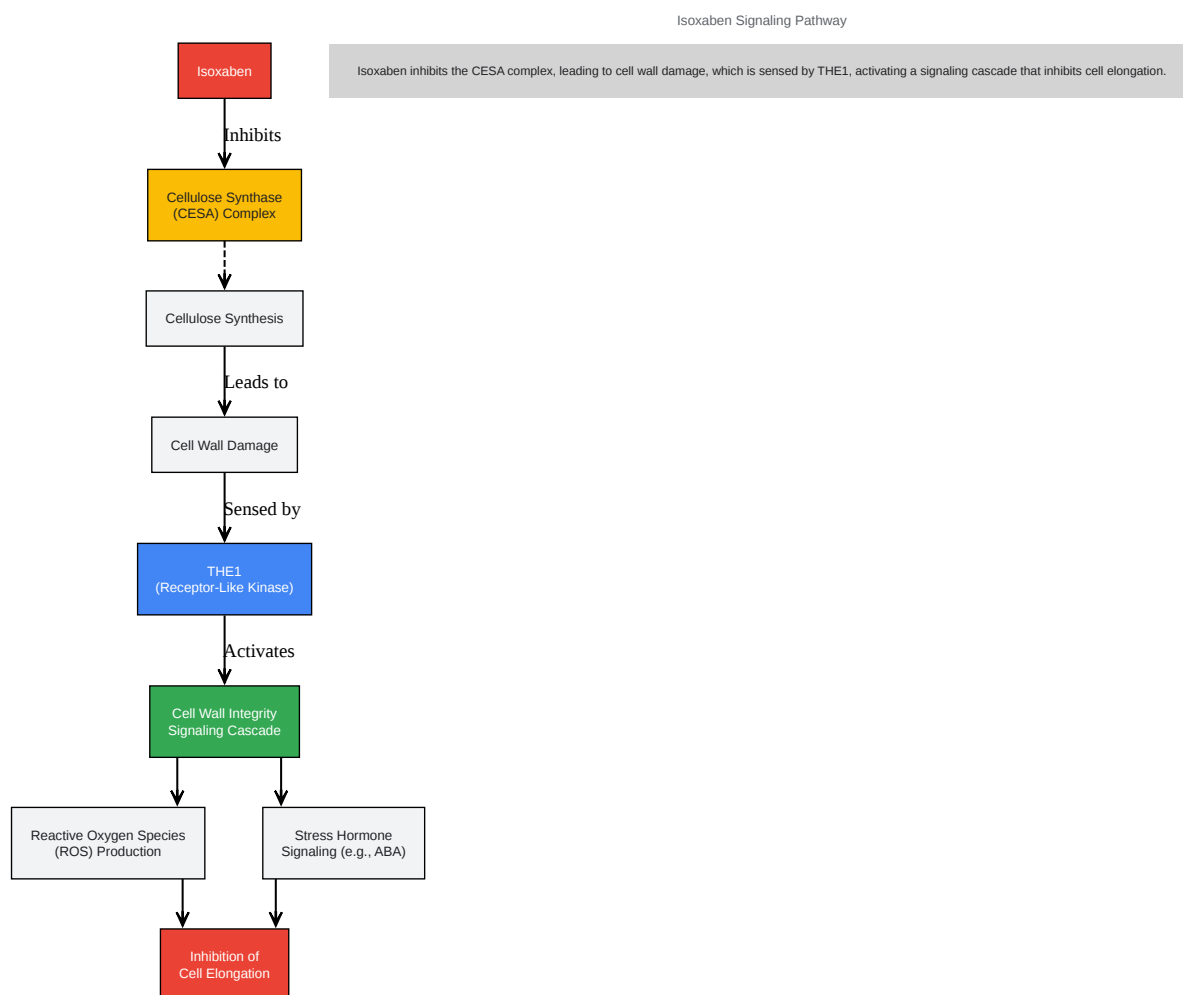 Isoxaben Signaling Pathway
Isoxaben
Isoxaben inhibits the CESA complex, leading to cell wall damage, which is sensed by THE1, activating a signaling cascade that inhibits cell elongation.
Inhibits
Cellulose Synthase
(CESA) Complex
Cellulose Synthesis
Leads to
Cell Wall Damage
Sensed by
THE1
(Receptor-Like Kinase)
Activates
Cell Wall Integrity
Signaling Cascade
Reactive Oxygen Species
(ROS) Production
Stress Hormone
Signaling (e.g., ABA)
Inhibition of
Cell Elongation